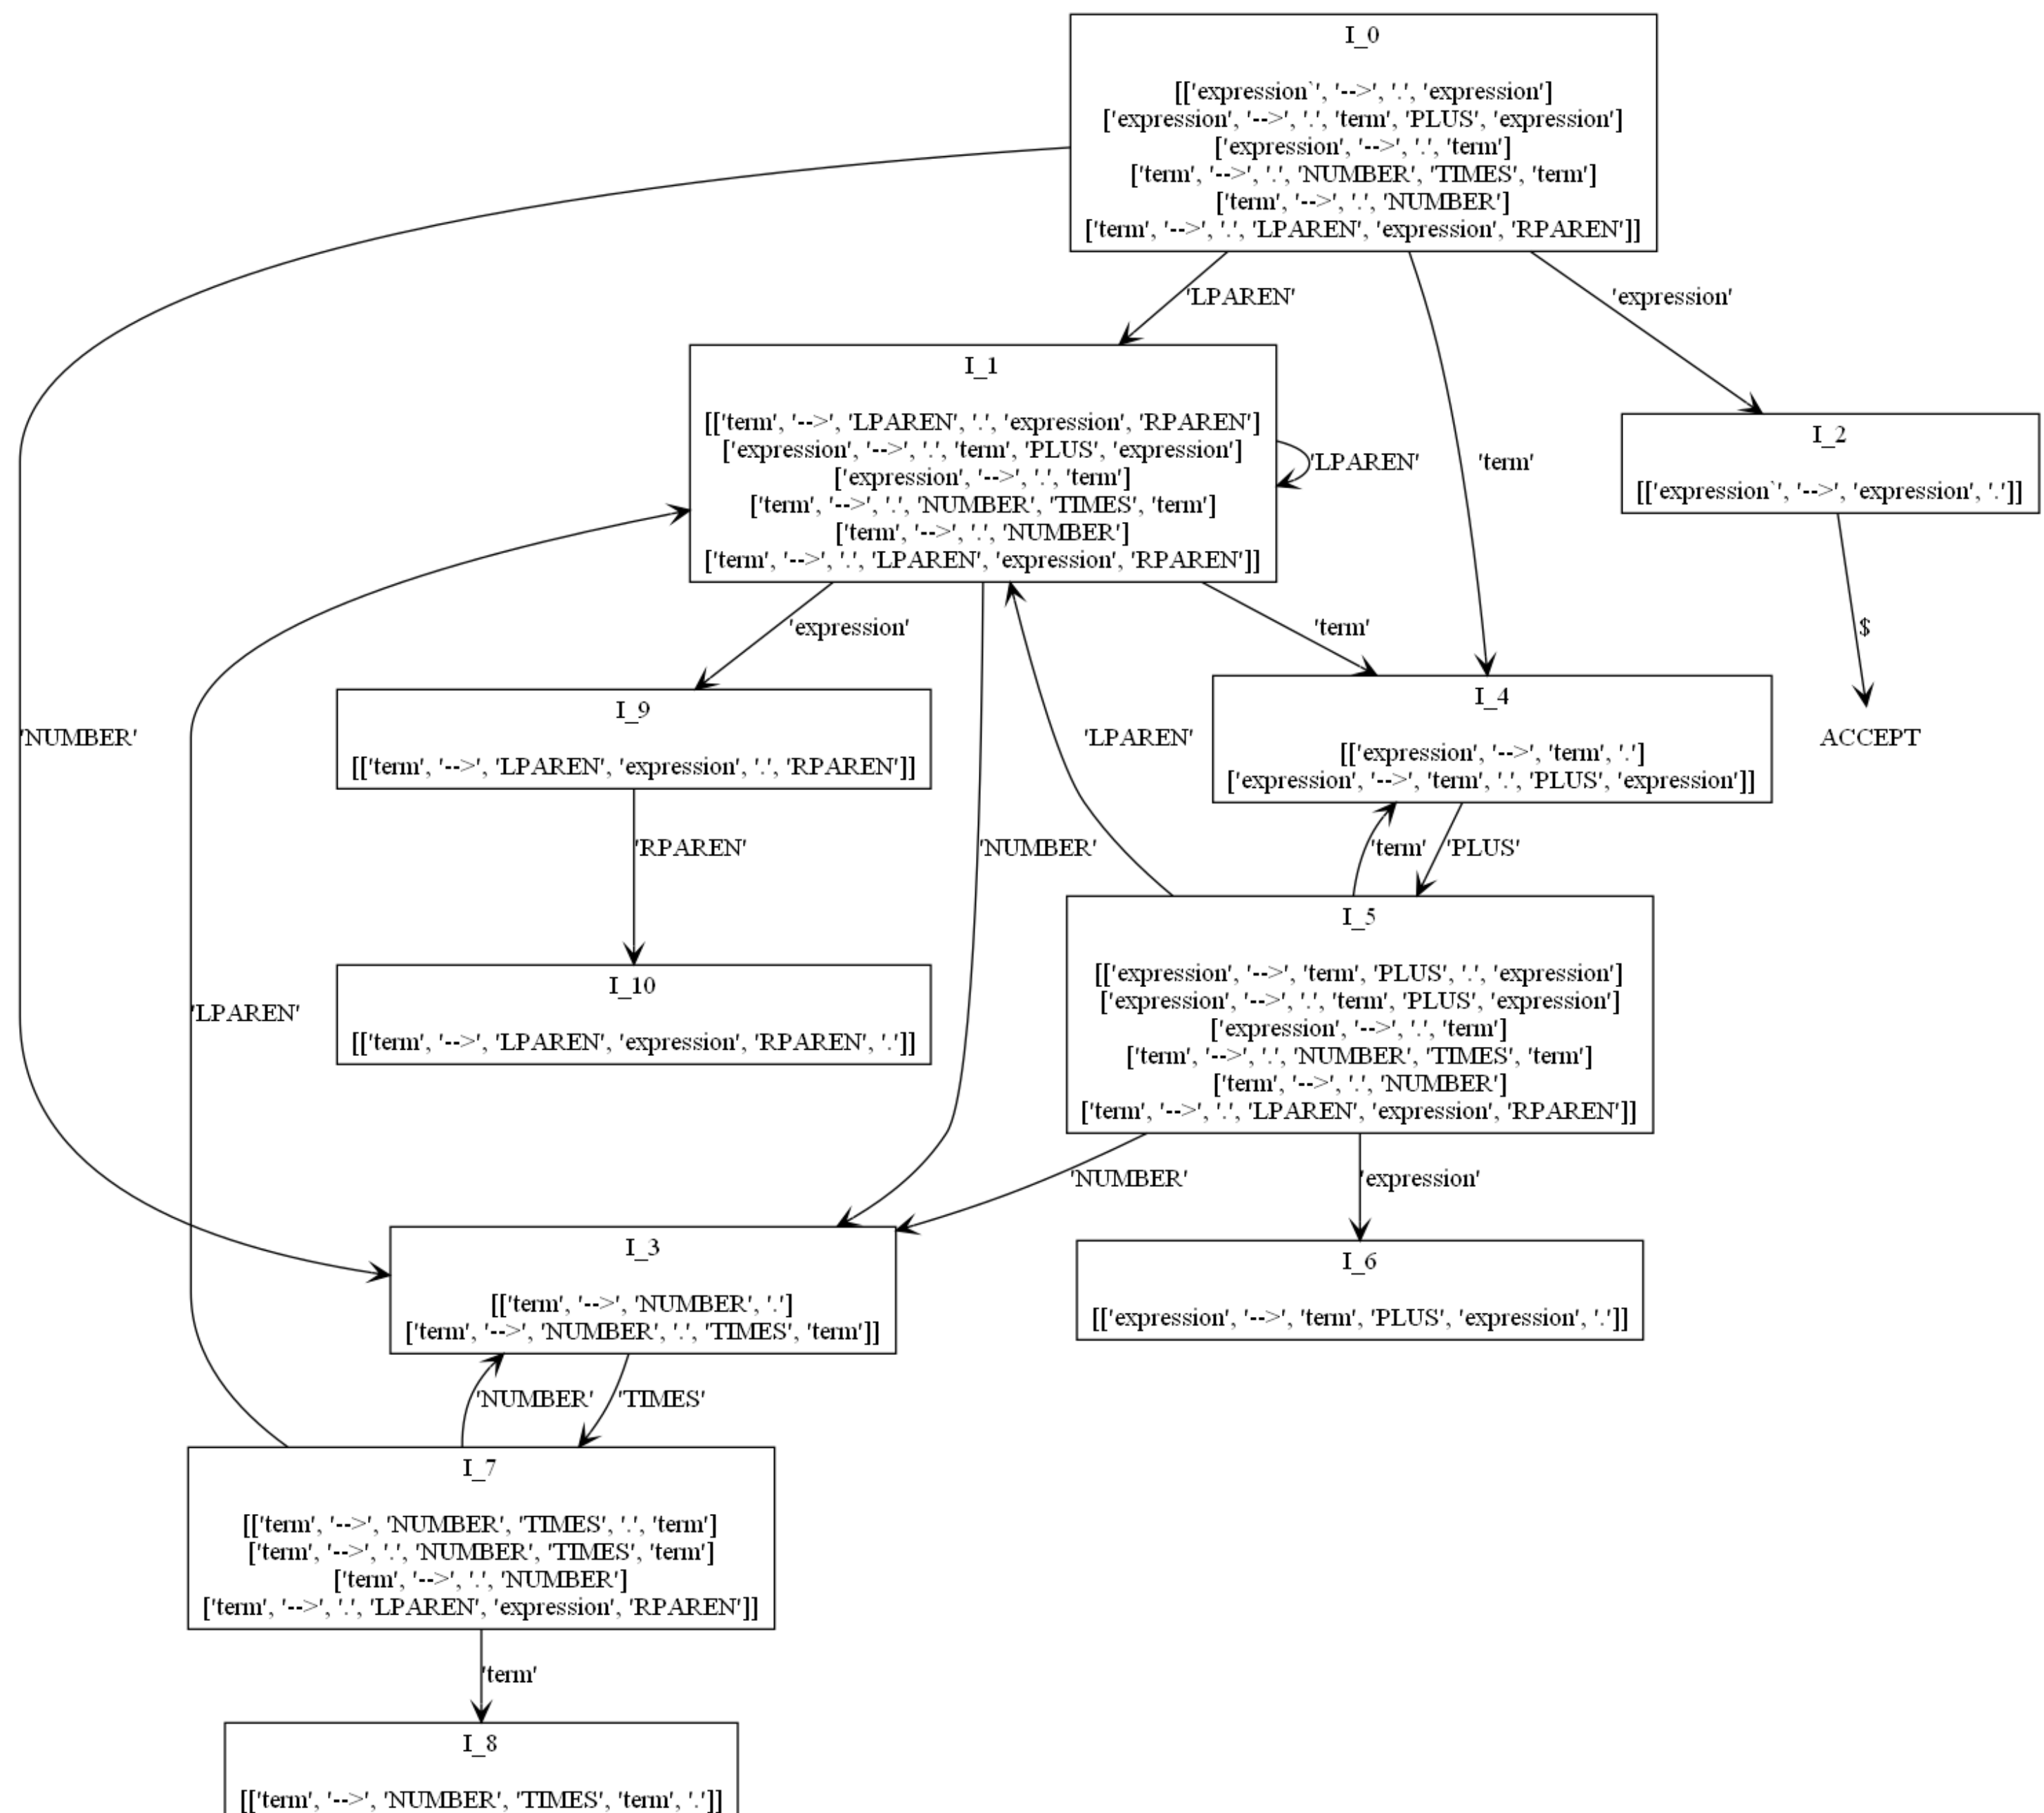 I_0
[['expression`', '-->', '.', 'expression']
['expression', '-->', '.', 'term', 'PLUS', 'expression']
['expression', '-->', '.', 'term']
['term', '-->', '.', 'NUMBER', 'TIMES', 'term']
['term', '-->', '.', 'NUMBER']
['term', '-->', '.', 'LPAREN', 'expression', 'RPAREN']]
'LPAREN'
'expression'
I_1
[['term', '-->', 'LPAREN', '.', 'expression', 'RPAREN']
['expression', '-->', '.', 'term', 'PLUS', 'expression']
['expression', '-->', '.', 'term']
['term', '-->', '.', 'NUMBER', 'TIMES', 'term']
['term', '-->', '.', 'NUMBER']
['term', '-->', '.', 'LPAREN', 'expression', 'RPAREN']]
'LPAREN'
'term'
I_2
[['expression`', '-->', 'expression', '.']]
'expression'
'term'
$
I_9
[['term', '-->', 'LPAREN', 'expression', '.', 'RPAREN']]
'NUMBER'
'LPAREN'
I_4
[['expression', '-->', 'term', '.']
['expression', '-->', 'term', '.', 'PLUS', 'expression']]
ACCEPT
'RPAREN'
'NUMBER'
'term'
'PLUS'
I_10
[['term', '-->', 'LPAREN', 'expression', 'RPAREN', '.']]
'LPAREN'
I_5
[['expression', '-->', 'term', 'PLUS', '.', 'expression']
['expression', '-->', '.', 'term', 'PLUS', 'expression']
['expression', '-->', '.', 'term']
['term', '-->', '.', 'NUMBER', 'TIMES', 'term']
['term', '-->', '.', 'NUMBER']
['term', '-->', '.', 'LPAREN', 'expression', 'RPAREN']]
'NUMBER'
'expression'
I_3
[['term', '-->', 'NUMBER', '.']
['term', '-->', 'NUMBER', '.', 'TIMES', 'term']]
I_6
[['expression', '-->', 'term', 'PLUS', 'expression', '.']]
'NUMBER'
'TIMES'
I_7
[['term', '-->', 'NUMBER', 'TIMES', '.', 'term']
['term', '-->', '.', 'NUMBER', 'TIMES', 'term']
['term', '-->', '.', 'NUMBER']
['term', '-->', '.', 'LPAREN', 'expression', 'RPAREN']]
'term'
I_8
[['term', '-->', 'NUMBER', 'TIMES', 'term', '.']]